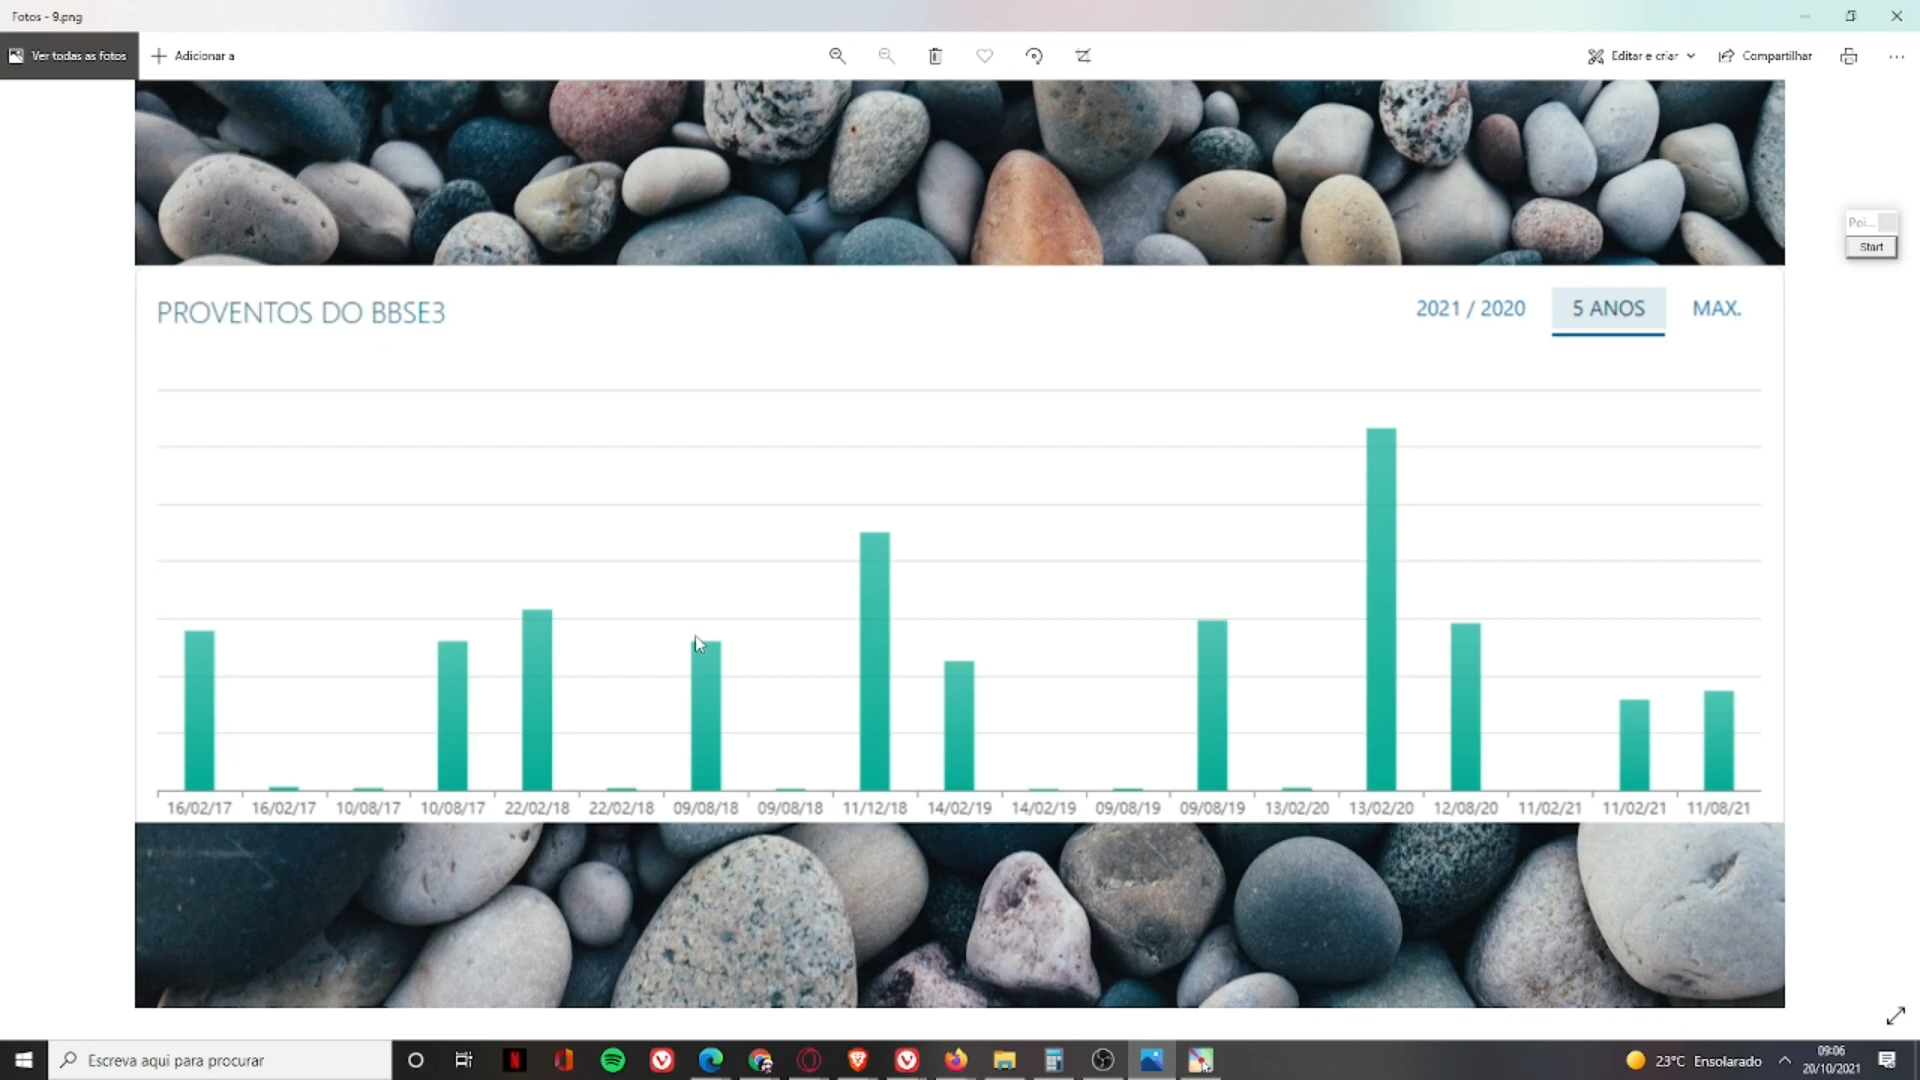 Fotos - 9.png
Ver todas as fotos
Adicionar a
Editar e criar
Compartilhar
Poi...
Start
PROVENTOS DO BBSE3
2021 / 2020
5 ANOS
MAX.
16/02/17 16/02/17 10/08/17 10/08/17 22/02/18 22/02/18 09/08/18 09/08/18 11/12/18 14/02/19 14/02/19 09/08/19 09/08/19 13/02/20 13/02/20 12/08/20 11/02/21 11/02/21 11/08/21
Escreva aqui para procurar
23°C Ensolarado
09:06
20/10/2021